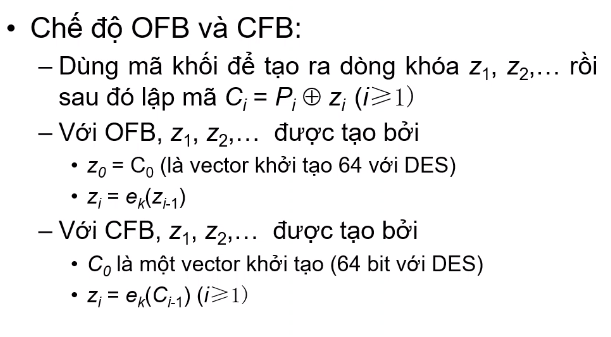 • Chế độ OFB và CFB:
– Dùng mã khối để tạo ra dòng khóa z₁, z₂,… rồi
sau đó lập mã Cᵢ = Pᵢ ⊕ zᵢ (i≥1)
– Với OFB, z₁, z₂,… được tạo bởi
• z₀ = C₀ (là vector khởi tạo 64 với DES)
• zᵢ = eₖ(zᵢ₋₁)
– Với CFB, z₁, z₂,… được tạo bởi
• C₀ là một vector khởi tạo (64 bit với DES)
• zᵢ = eₖ(Cᵢ₋₁) (i≥1)